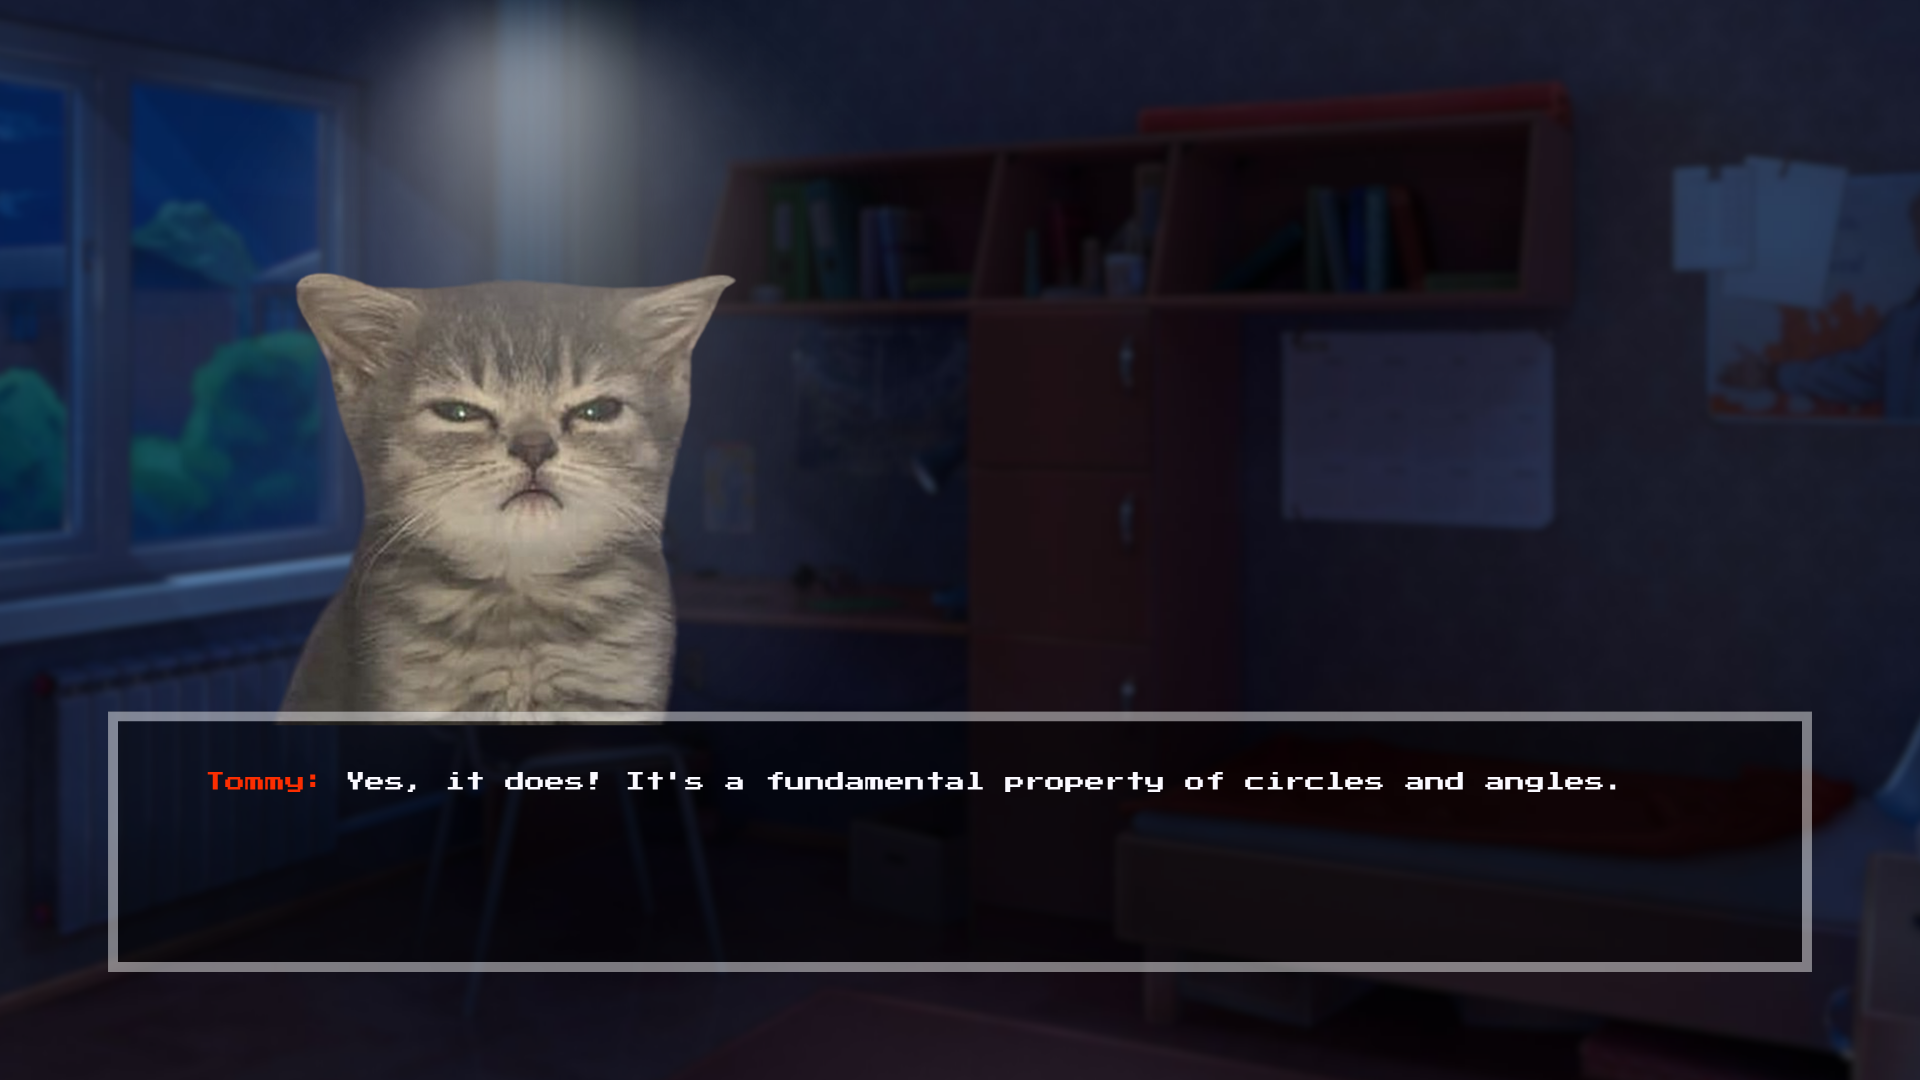 Tommy: Yes, it does! It's a fundamental property of circles and angles.